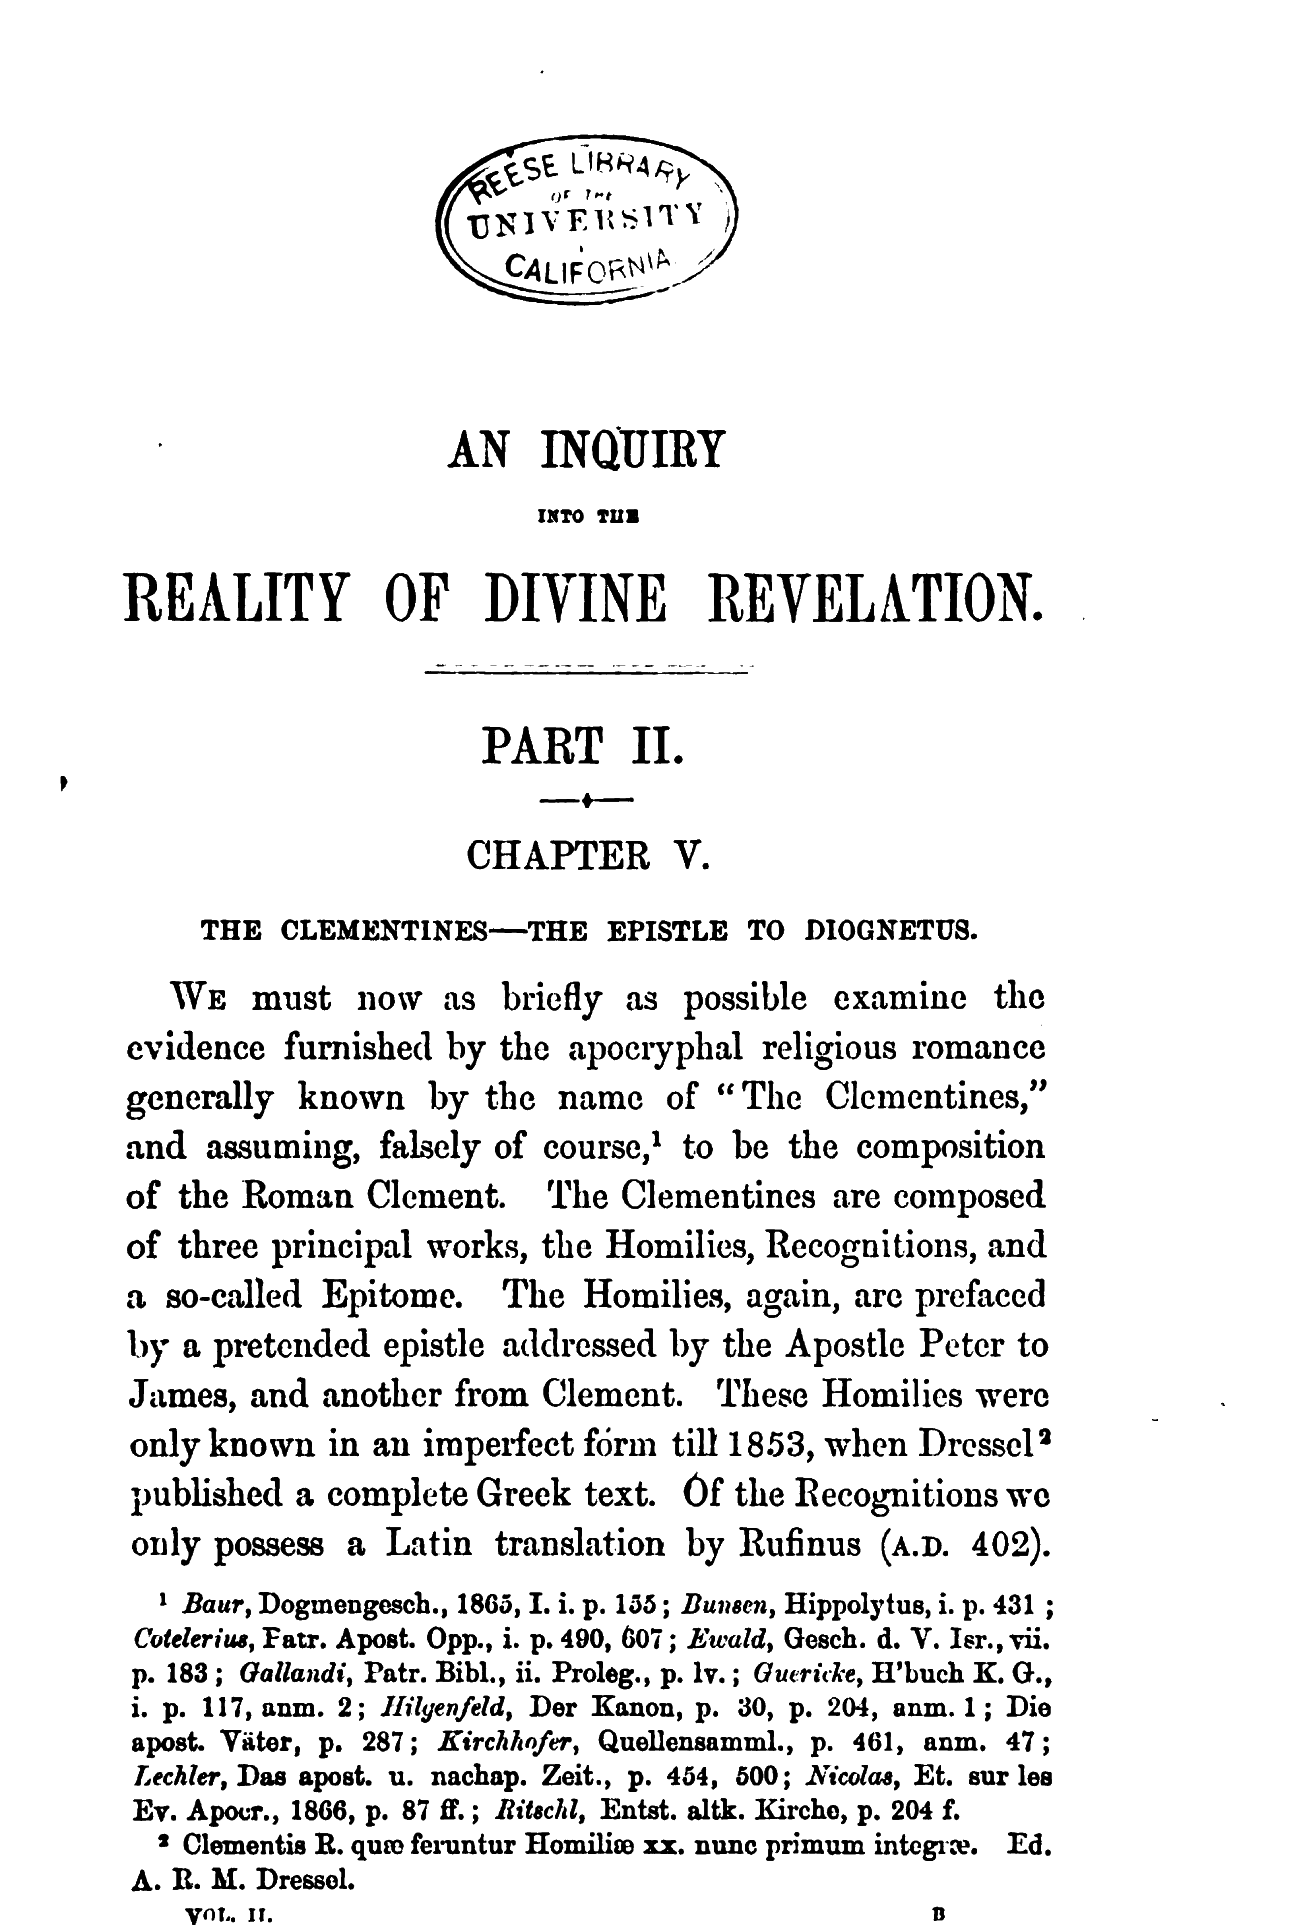 REESE LIBRARY
OF THE
UNIVERSITY
CALIFORNIA
AN INQUIRY
INTO THE
REALITY OF DIVINE REVELATION.
PART II.
CHAPTER V.
THE CLEMENTINES—THE EPISTLE TO DIOGNETUS.
WE must now as briefly as possible examine the
evidence furnished by the apocryphal religious romance
generally known by the name of “The Clementines,”
and assuming, falsely of course,¹ to be the composition
of the Roman Clement. The Clementines are composed
of three principal works, the Homilies, Recognitions, and
a so-called Epitome. The Homilies, again, are prefaced
by a pretended epistle addressed by the Apostle Peter to
James, and another from Clement. These Homilies were
only known in an imperfect form till 1853, when Dressel²
published a complete Greek text. Of the Recognitions we
only possess a Latin translation by Rufinus (A.D. 402).
¹ Baur, Dogmengesch., 1865, I. i. p. 155; Bunsen, Hippolytus, i. p. 431 ;
Cotelerius, Patr. Apost. Opp., i. p. 490, 607; Ewald, Gesch. d. V. Isr., vii.
p. 183; Gallandi, Patr. Bibl., ii. Proleg., p. lv.; Guericke, H'buch K. G.,
i. p. 117, anm. 2; Hilgenfeld, Der Kanon, p. 30, p. 204, anm. 1; Die
apost. Väter, p. 287; Kirchhofer, Quellensamml., p. 461, anm. 47;
Lechler, Das apost. u. nachap. Zeit., p. 454, 500; Nicolas, Et. sur les
Ev. Apocr., 1866, p. 87 ff.; Ritschl, Entst. altk. Kirche, p. 204 f.
² Clementis R. quæ feruntur Homiliæ xx. nunc primum integræ. Ed.
A. R. M. Dressel.
VOL. II. B